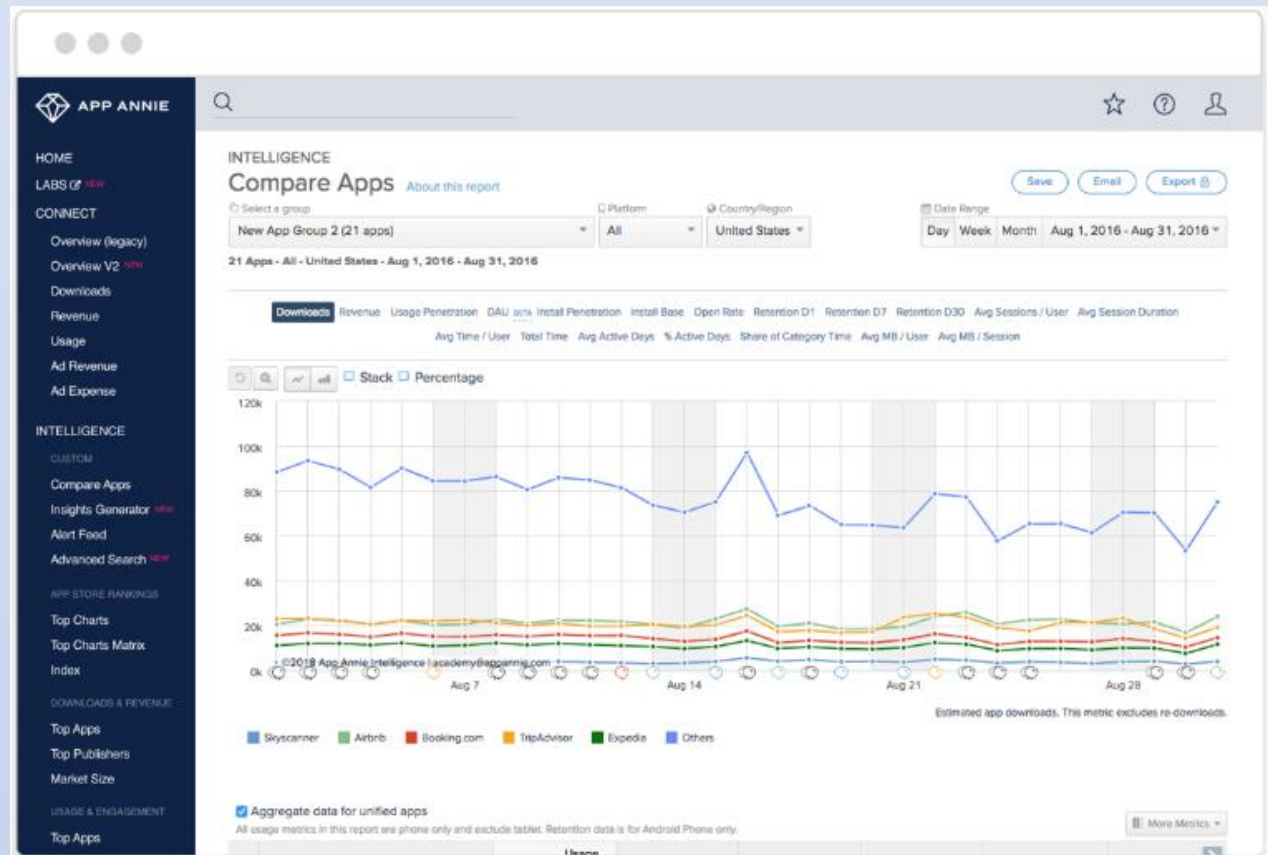 APP ANNIE
HOME
LABS NEW
CONNECT
Overview (legacy)
Overview V2 NEW
Downloads
Revenue
Usage
Ad Revenue
Ad Expense
INTELLIGENCE
CUSTOM
Compare Apps
Insights Generator NEW
Alert Feed
Advanced Search NEW
APP STORE RANKINGS
Top Charts
Top Charts Matrix
Index
DOWNLOADS & REVENUE
Top Apps
Top Publishers
Market Size
USAGE & ENGAGEMENT
Top Apps
INTELLIGENCE
Compare Apps About this report
Save Email Export
Select a group Platform Country/Region Date Range
New App Group 2 (21 apps) All United States Day Week Month Aug 1, 2016 - Aug 31, 2016
21 Apps - All - United States - Aug 1, 2016 - Aug 31, 2016
Downloads Revenue Usage Penetration DAU BETA Install Penetration Install Base Open Rate Retention D1 Retention D7 Retention D30 Avg Sessions / User Avg Session Duration
Avg Time / User Total Time Avg Active Days % Active Days Share of Category Time Avg MB / User Avg MB / Session
Stack Percentage
120k
100k
80k
60k
40k
20k
0k
©2018 App Annie Intelligence | academy@appannie.com
Aug 7 Aug 14 Aug 21 Aug 28
Estimated app downloads. This metric excludes re-downloads.
Skyscanner Airbnb Booking.com TripAdvisor Expedia Others
Aggregate data for unified apps
All usage metrics in this report are phone only and exclude tablet. Retention data is for Android Phone only.
More Metrics
Usage